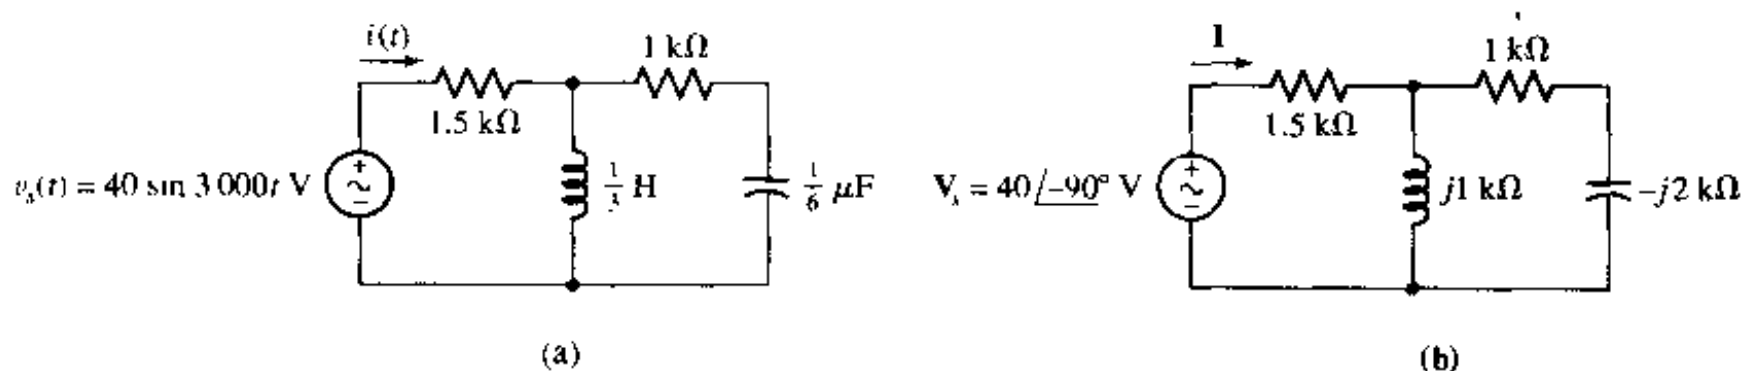 i(t)
1 kΩ
1.5 kΩ
v_s(t) = 40 sin 3 000t V
+
−
1/3 H
1/6 μF
(a)
I
1 kΩ
1.5 kΩ
V_s = 40/−90° V
+
−
j1 kΩ
−j2 kΩ
(b)